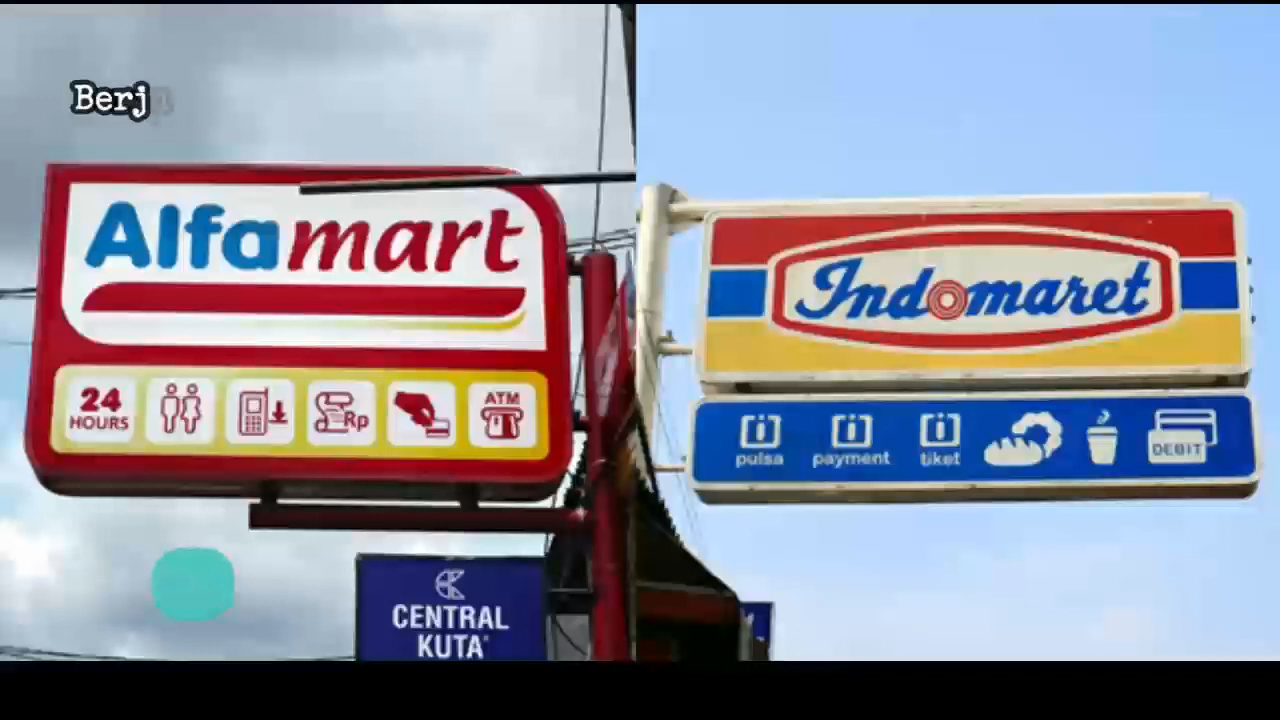 Berj
Alfamart
24
HOURS
Rp
ATM
CENTRAL
KUTA
Indomaret
pulsa
payment
tiket
DEBIT